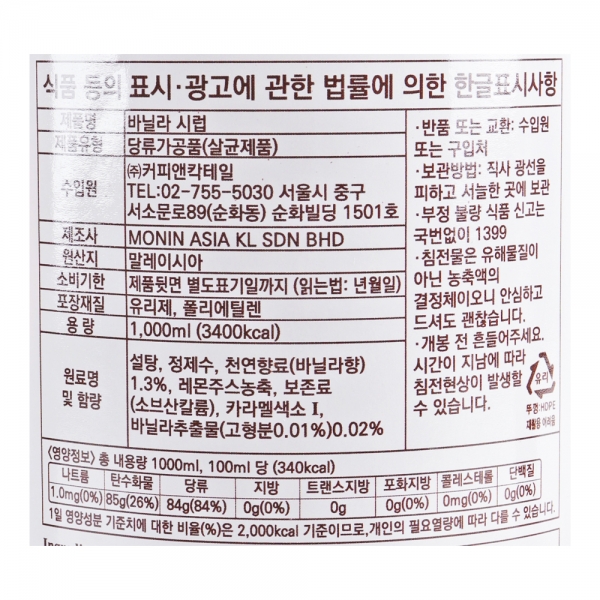 식품 등의 표시·광고에 관한 법률에 의한 한글표시사항
제품명 바닐라 시럽
제품유형 당류가공품(살균제품)
수입원 ㈜커피앤칵테일
TEL:02-755-5030 서울시 중구
서소문로89(순화동) 순화빌딩 1501호
제조사 MONIN ASIA KL SDN BHD
원산지 말레이시아
소비기한 제품뒷면 별도표기일까지 (읽는법: 년월일)
포장재질 유리제, 폴리에틸렌
용 량 1,000ml (3400kcal)
원료명 및 함량
설탕, 정제수, 천연향료(바닐라향)
1.3%, 레몬주스농축, 보존료
(소브산칼륨), 카라멜색소 I,
바닐라추출물(고형분0.01%)0.02%
·반품 또는 교환: 수입원
또는 구입처
·보관방법: 직사 광선을
피하고 서늘한 곳에 보관
·부정 불량 식품 신고는
국번없이 1399
·침전물은 유해물질이
아닌 농축액의
결정체이오니 안심하고
드셔도 괜찮습니다.
·개봉 전 흔들어주세요.
시간이 지남에 따라
침전현상이 발생할
수 있습니다.
유리
뚜껑:HDPE
재활용 어려움
〈영양정보〉 총 내용량 1000ml, 100ml 당 (340kcal)
나트륨 탄수화물 당류 지방 트랜스지방 포화지방 콜레스테롤 단백질
1.0mg(0%) 85g(26%) 84g(84%) 0g(0%) 0g 0g(0%) 0mg(0%) 0g(0%)
1일 영양성분 기준치에 대한 비율(%)은 2,000kcal 기준이므로,개인의 필요열량에 따라 다를 수 있습니다.